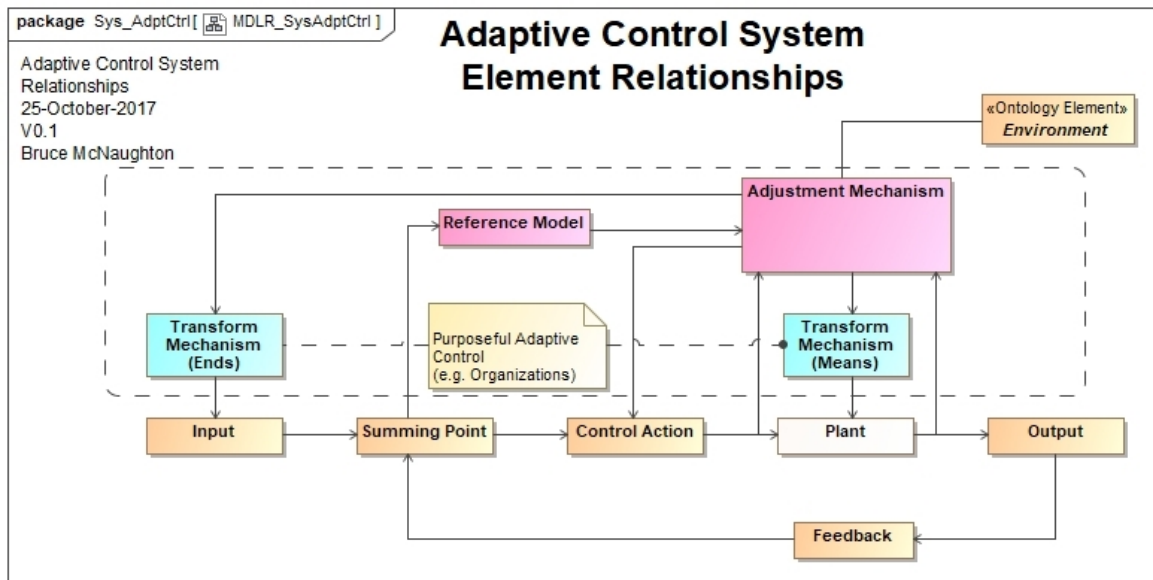 package Sys_AdptCtrl[ MDLR_SysAdptCtrl ]
Adaptive Control System
Element Relationships
Adaptive Control System
Relationships
25-October-2017
V0.1
Bruce McNaughton
«Ontology Element»
Environment
Adjustment Mechanism
Reference Model
Transform
Mechanism
(Ends)
Purposeful Adaptive
Control
(e.g. Organizations)
Transform
Mechanism
(Means)
Input
Summing Point
Control Action
Plant
Output
Feedback